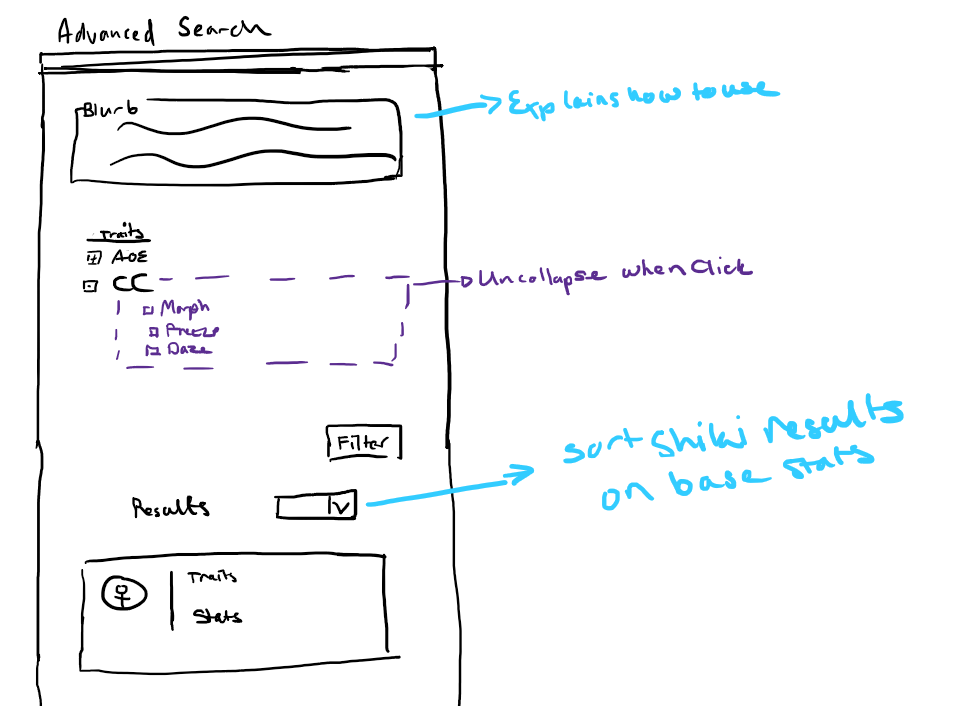 Advanced Search
Blurb
Explains how to use
Traits
AOE
CC
Uncollapse when Click
Morph
Freeze
Daze
Filter
sort shiki results
on base stats
Results
Traits
Stats